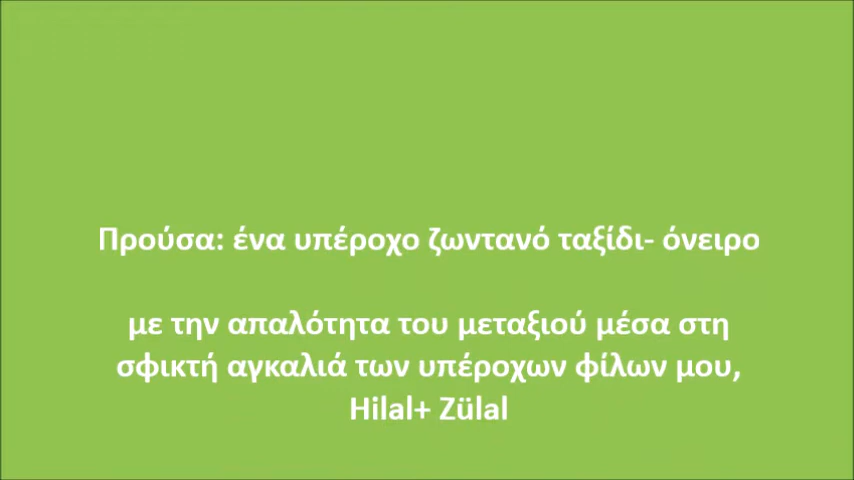 Προύσα: ένα υπέροχο ζωντανό ταξίδι- όνειρο
με την απαλότητα του μεταξιού μέσα στη
σφικτή αγκαλιά των υπέροχων φίλων μου,
Hilal+ Zülal